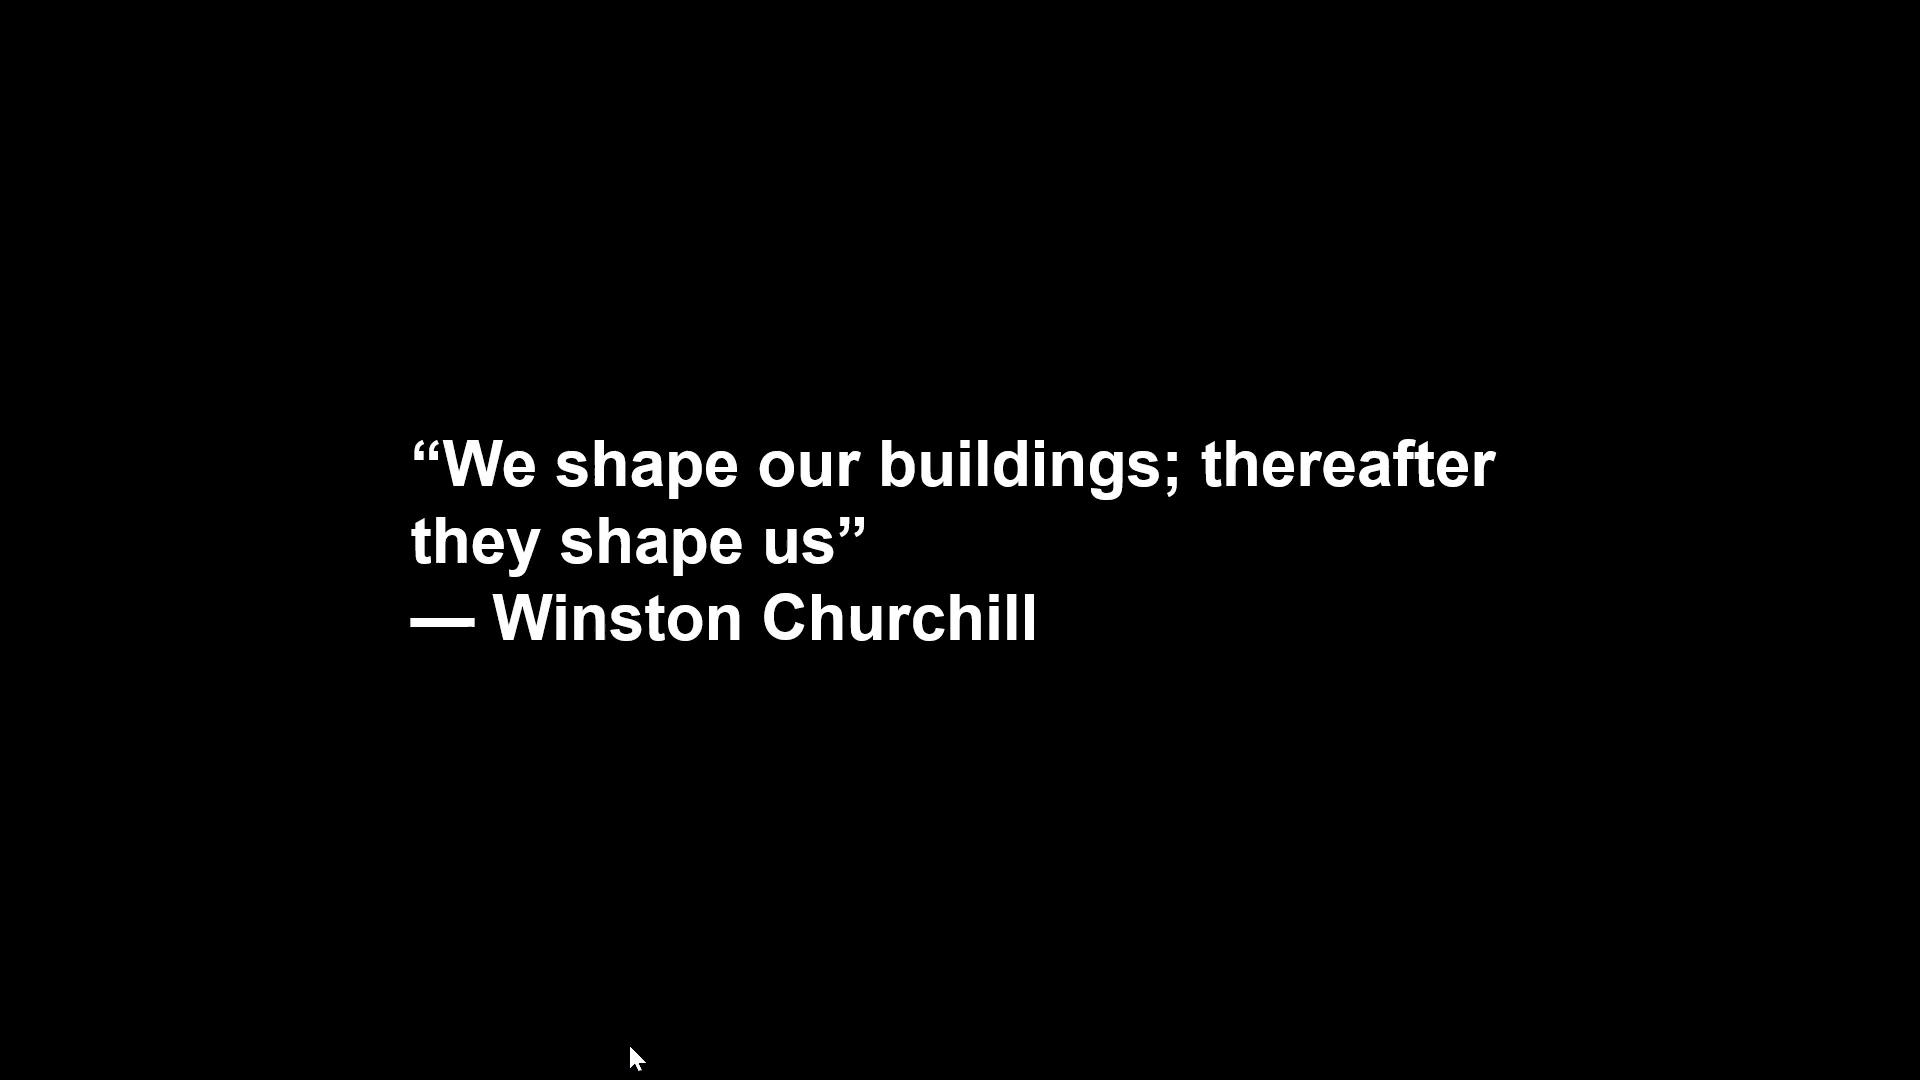 “We shape our buildings; thereafter
they shape us”
— Winston Churchill